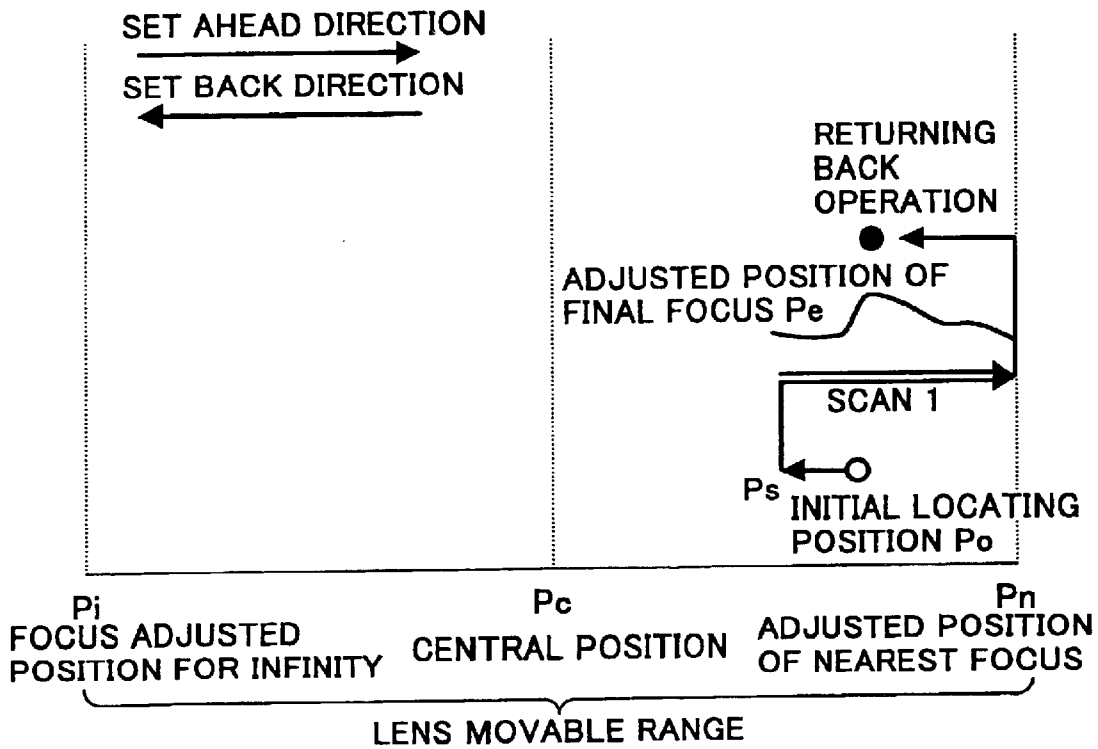 SET AHEAD DIRECTION
SET BACK DIRECTION
RETURNING
BACK
OPERATION
ADJUSTED POSITION OF
FINAL FOCUS Pe
SCAN 1
Ps
INITIAL LOCATING
POSITION Po
Pi
FOCUS ADJUSTED
POSITION FOR INFINITY
Pc
CENTRAL POSITION
Pn
ADJUSTED POSITION
OF NEAREST FOCUS
LENS MOVABLE RANGE